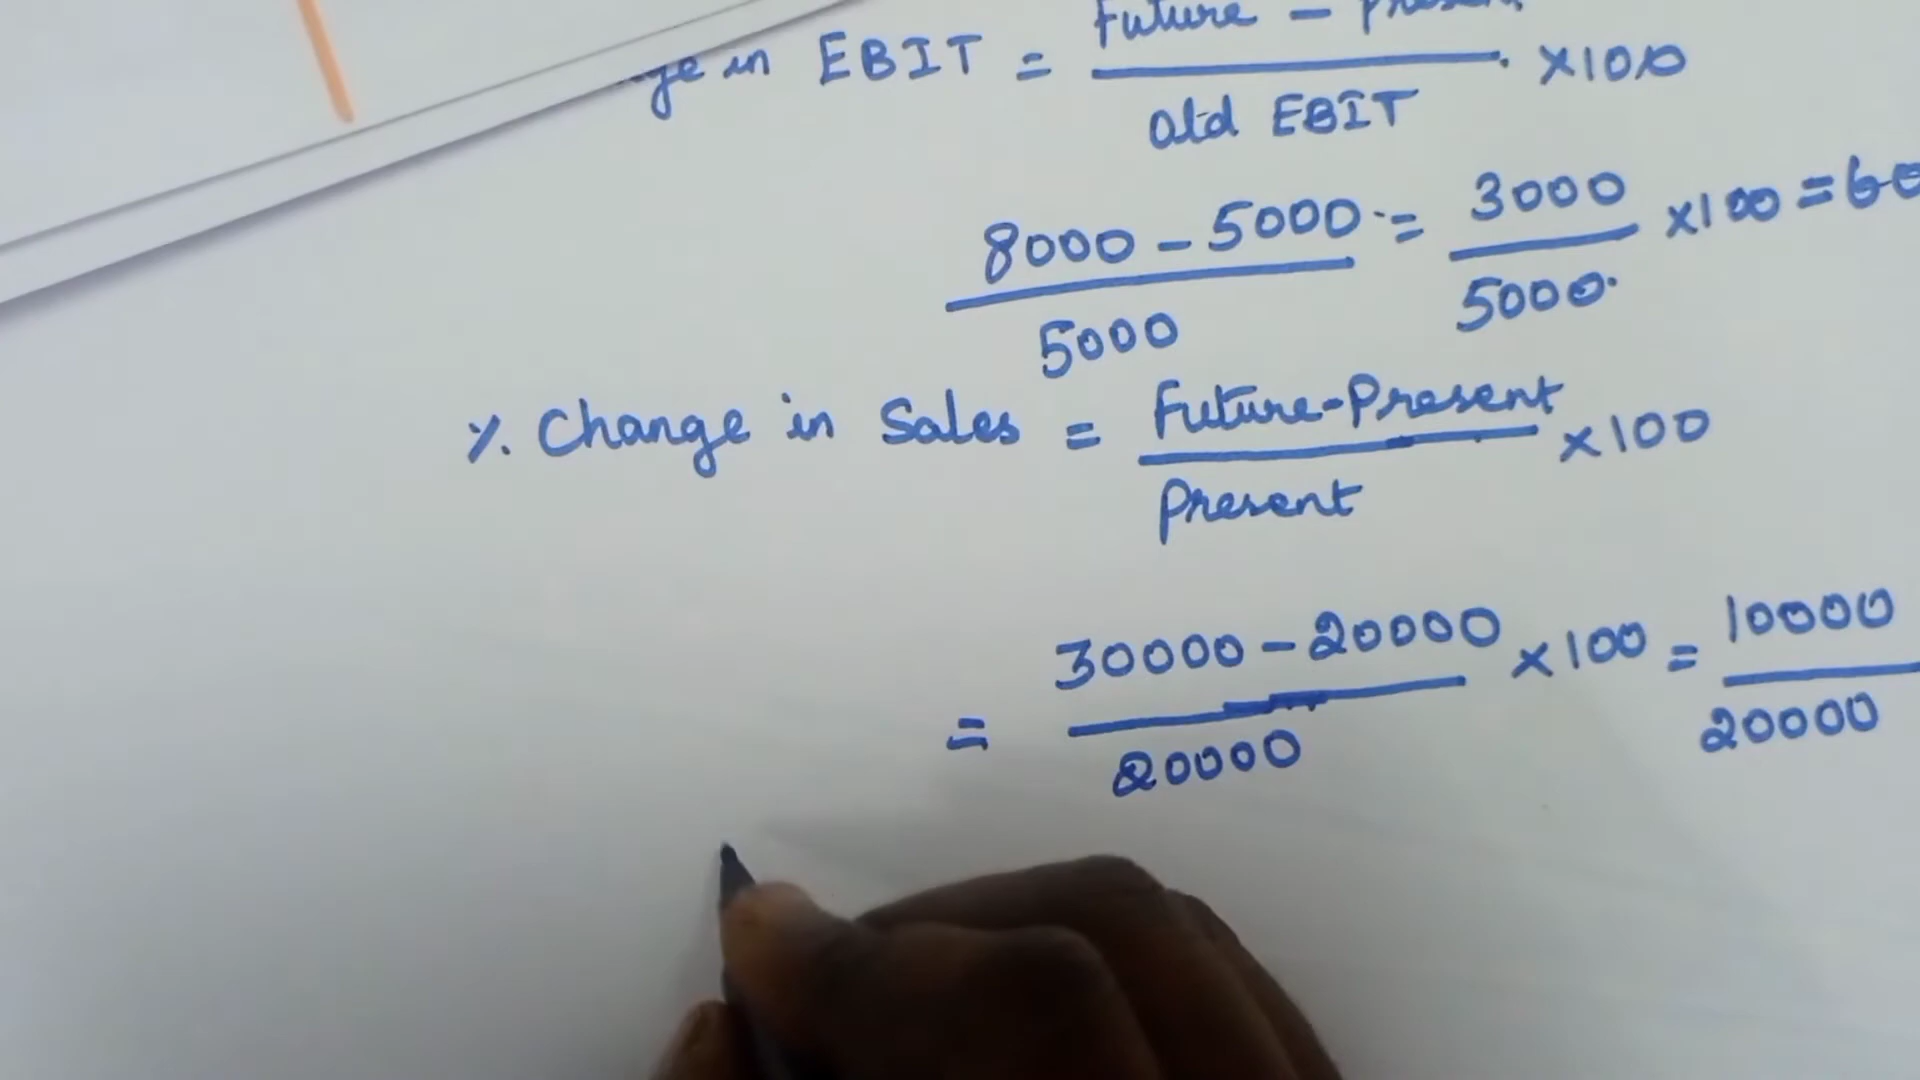 Future - Present
ge in EBIT = ×100
old EBIT
8000 - 5000 = 3000 ×100 = 60
5000 5000
% Change in Sales = Future-Present ×100
Present
= 30000 - 20000 ×100 = 10000
20000 20000